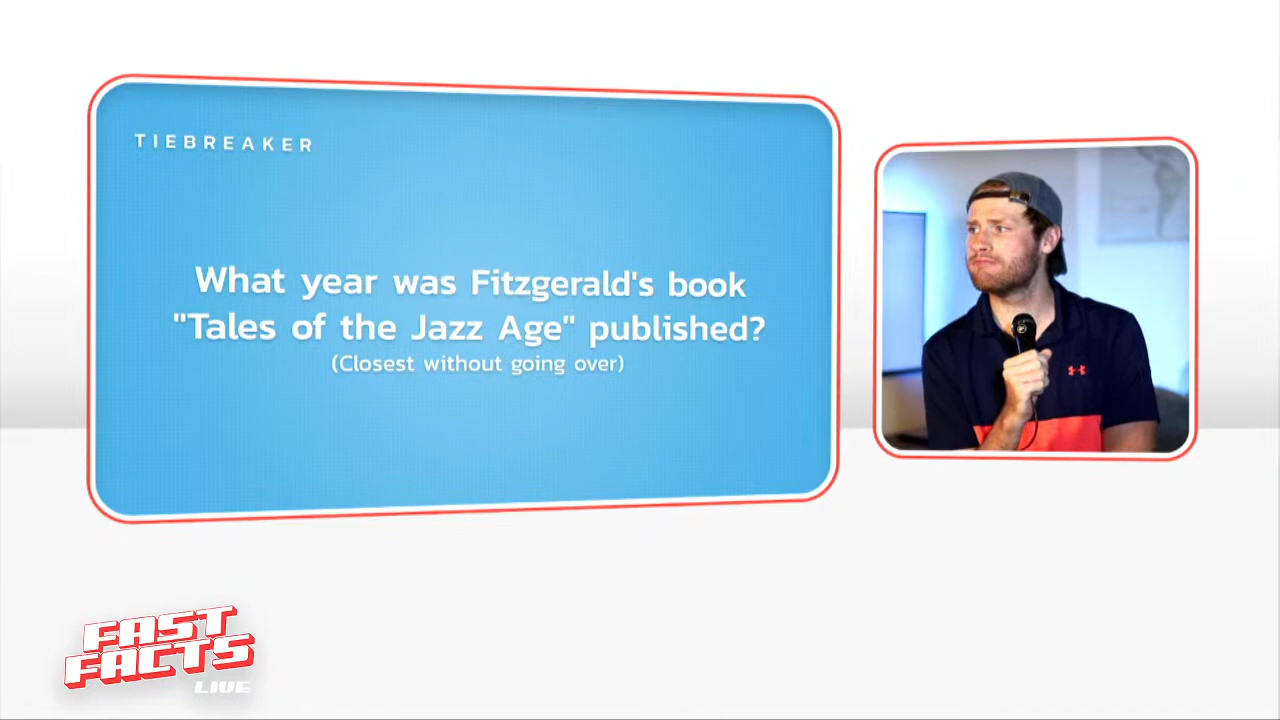 TIEBREAKER
What year was Fitzgerald's book
"Tales of the Jazz Age" published?
(Closest without going over)
FAST
FACTS
LIVE